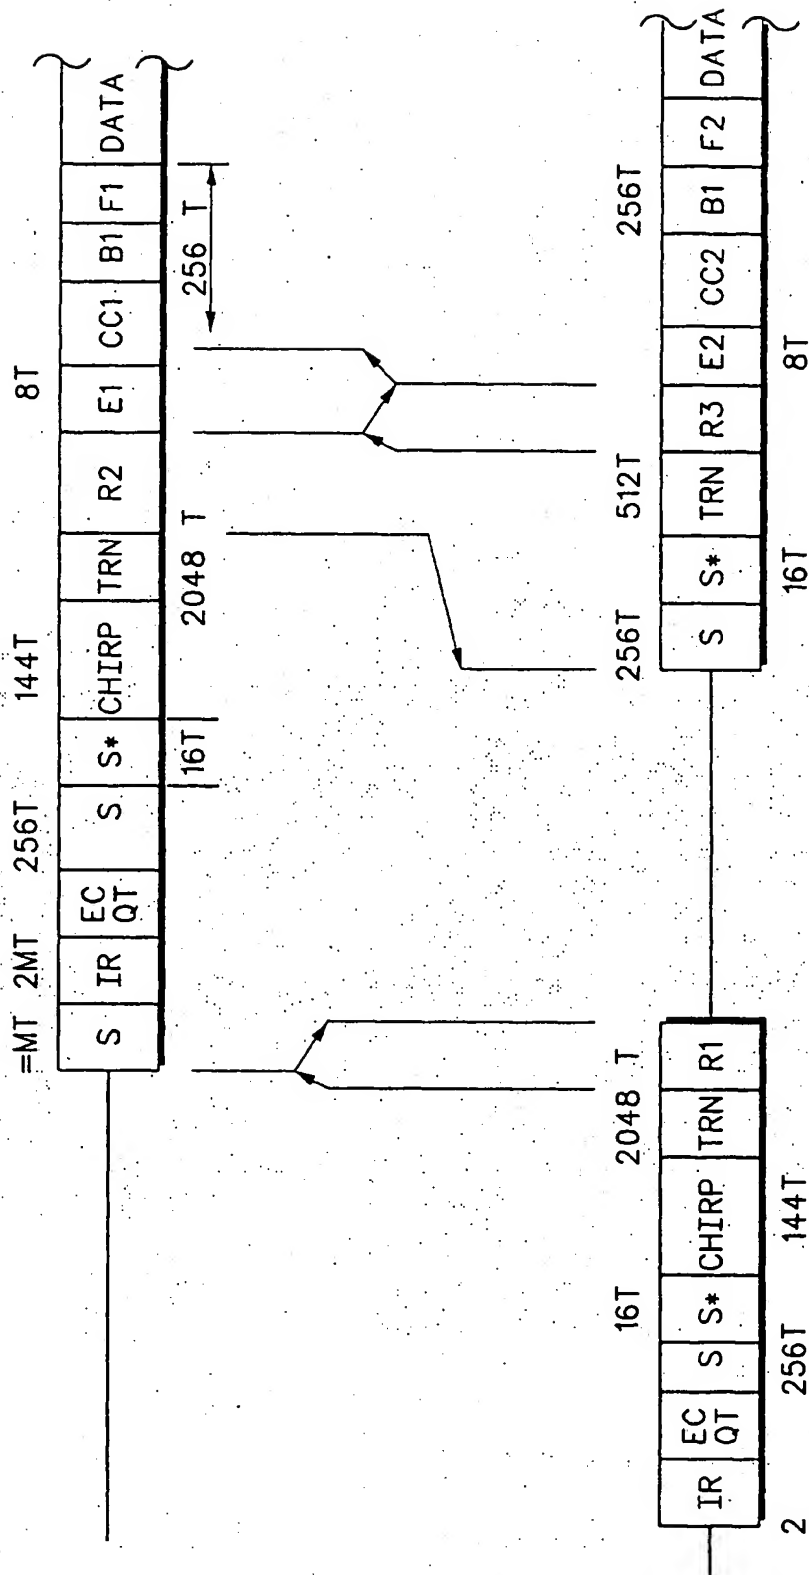 =MT 2MT 256T 144T 8T
S IR EC QT S S* CHIRP TRN R2 E1 CC1 B1 F1 DATA
16T 2048 T 256 T
16T 2048 T 256T 512T 256T
IR EC QT S S* CHIRP TRN R1 S S* TRN R3 E2 CC2 B1 F2 DATA
2 256T 144T 16T 8T